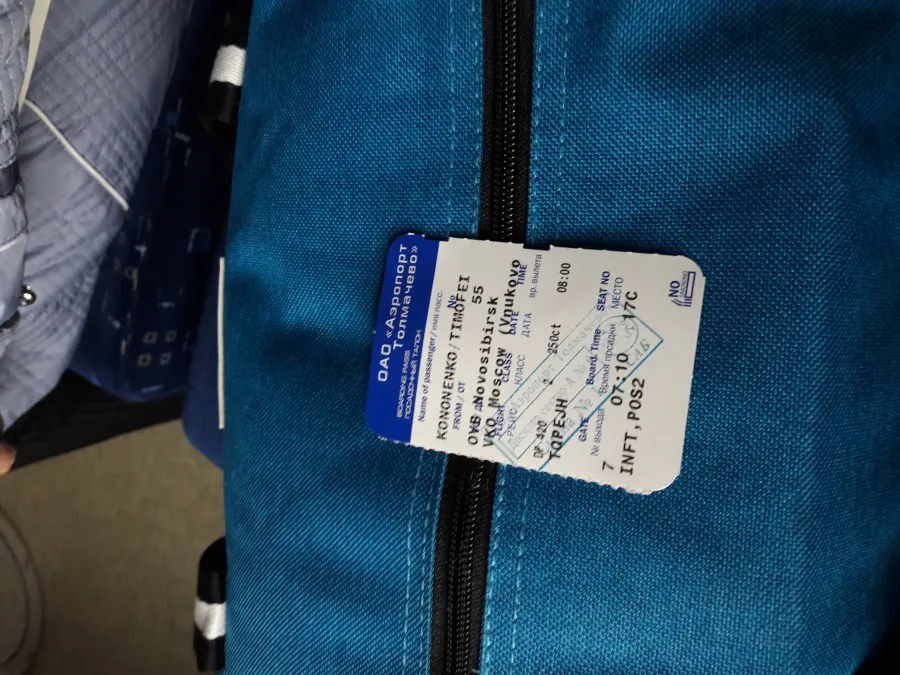 ОАО «Аэропорт
Толмачево»
BOARDING PASS
ПОСАДОЧНЫЙ ТАЛОН
Name of passenger/ имя пасс.
KONONENKO/TIMOFEI
FROM/ ОТ
№ 55
OVB Novosibirsk
VKO Moscow (Vnukovo
FLIGHT CLASS DATE TIME
РЕЙС КЛАСС ДАТА вр. вылета
DP 420 2 25Oct 08:00
TQPEJH
GATE Board. Time SEAT NO
№ выхода Время посадки МЕСТО
7 07:10 17C
INFT,POS2
NO
SMOKING